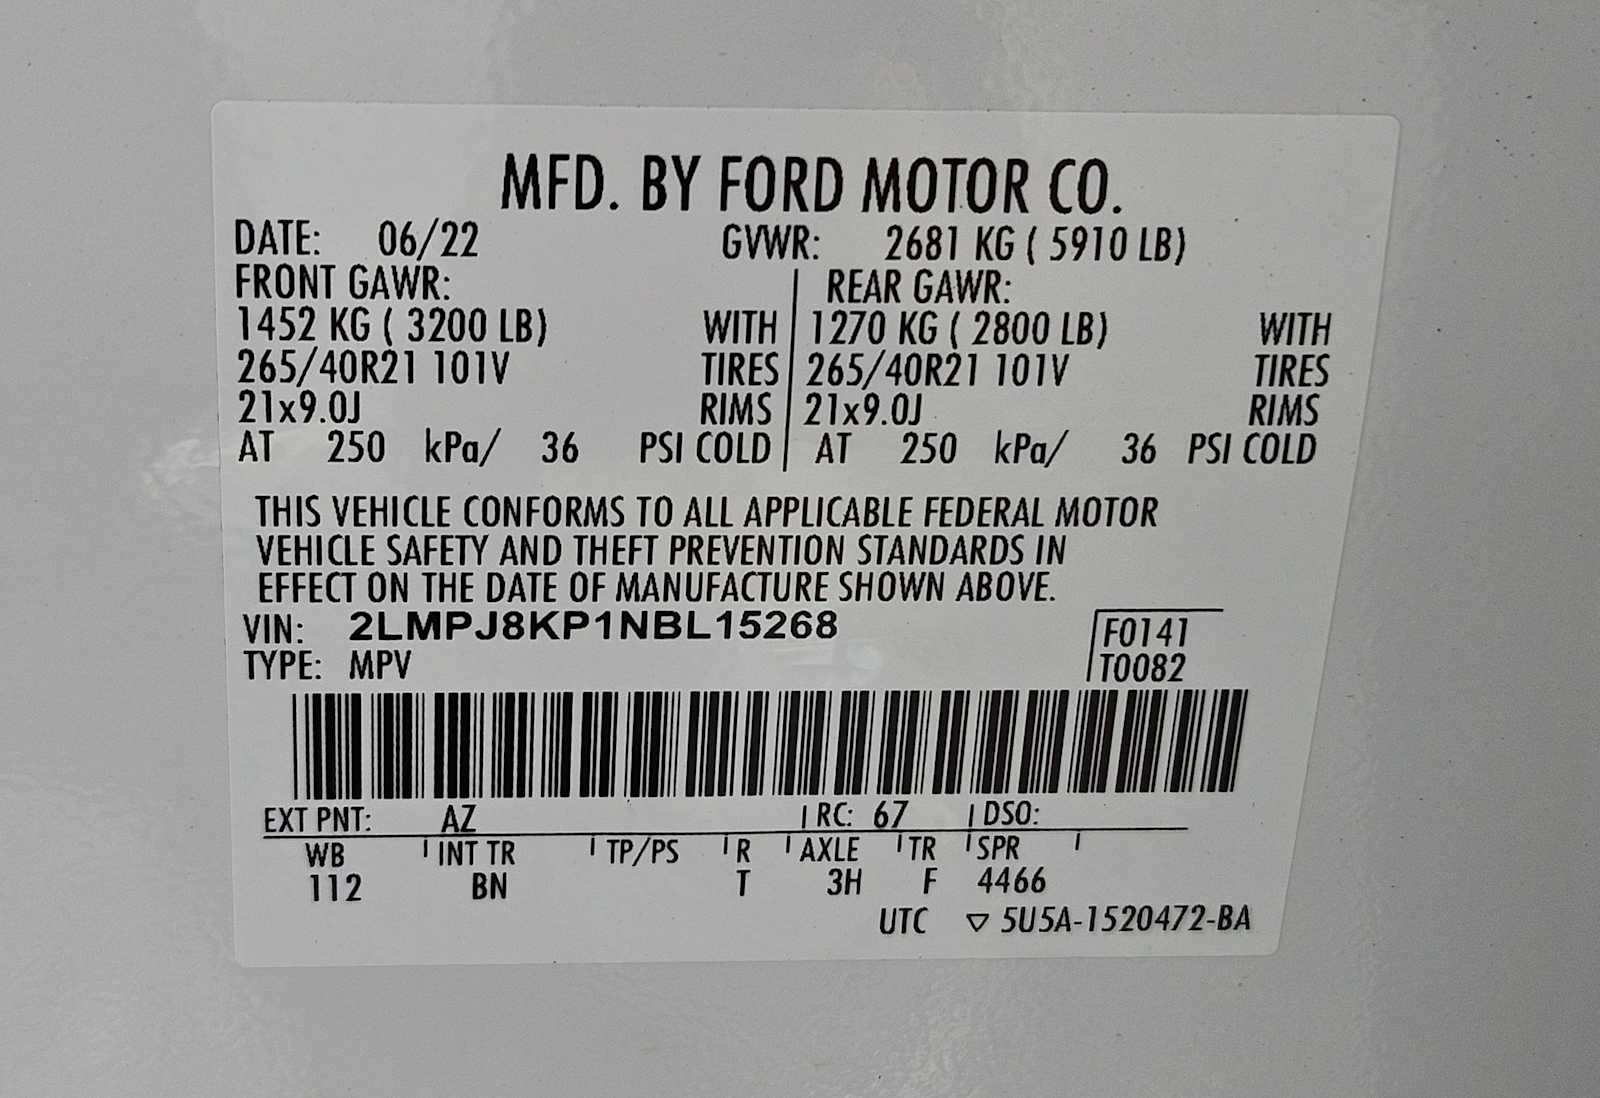 MFD. BY FORD MOTOR CO.
DATE: 06/22 GVWR: 2681 KG ( 5910 LB)
FRONT GAWR: REAR GAWR:
1452 KG ( 3200 LB) WITH 1270 KG ( 2800 LB) WITH
265/40R21 101V TIRES 265/40R21 101V TIRES
21x9.0J RIMS 21x9.0J RIMS
AT 250 kPa/ 36 PSI COLD AT 250 kPa/ 36 PSI COLD
THIS VEHICLE CONFORMS TO ALL APPLICABLE FEDERAL MOTOR
VEHICLE SAFETY AND THEFT PREVENTION STANDARDS IN
EFFECT ON THE DATE OF MANUFACTURE SHOWN ABOVE.
VIN: 2LMPJ8KP1NBL15268 F0141
TYPE: MPV T0082
EXT PNT: AZ RC: 67 DSO:
WB INT TR TP/PS R AXLE TR SPR
112 BN T 3H F 4466
UTC ▽ 5U5A-1520472-BA